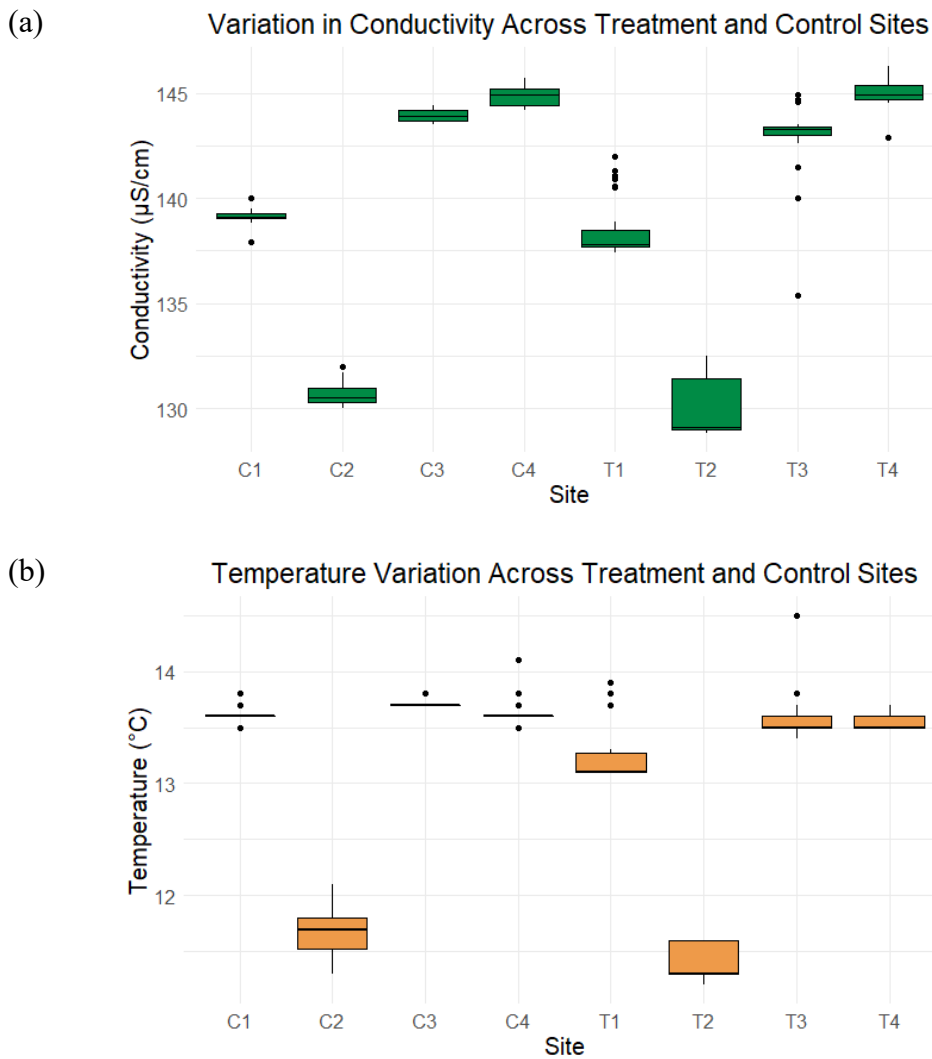 (a)
Variation in Conductivity Across Treatment and Control Sites
Conductivity (µS/cm)
145
140
135
130
C1 C2 C3 C4 T1 T2 T3 T4
Site
(b)
Temperature Variation Across Treatment and Control Sites
Temperature (°C)
14
13
12
C1 C2 C3 C4 T1 T2 T3 T4
Site